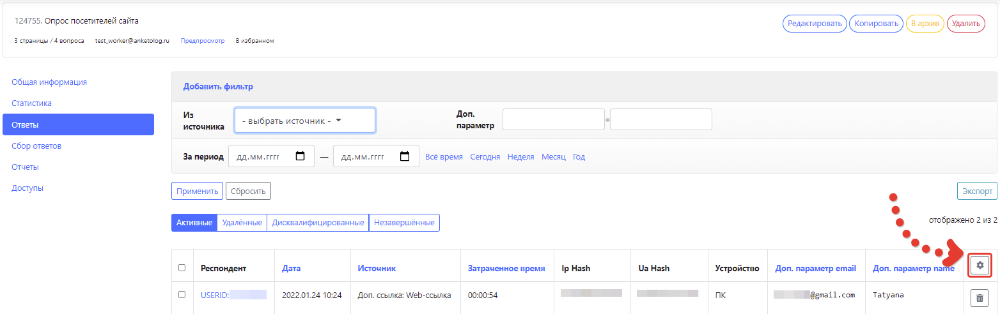 124755. Опрос посетителей сайта
Редактировать Копировать В архив Удалить
3 страницы / 4 вопроса test_worker@anketolog.ru Предпросмотр В избранном
Общая информация
Статистика
Ответы
Сбор ответов
Отчеты
Доступы
Добавить фильтр
Из
источника
- выбрать источник -
Доп.
параметр
=
За период дд.мм.гггг — дд.мм.гггг Всё время Сегодня Неделя Месяц Год
Применить Сбросить Экспорт
Активные Удалённые Дисквалифицированные Незавершённые
отображено 2 из 2
Респондент Дата Источник Затраченное время Ip Hash Ua Hash Устройство Доп. параметр email Доп. параметр name
USERID: 2022.01.24 10:24 Доп. ссылка: Web-ссылка 00:00:54 ПК @gmail.com Tatyana